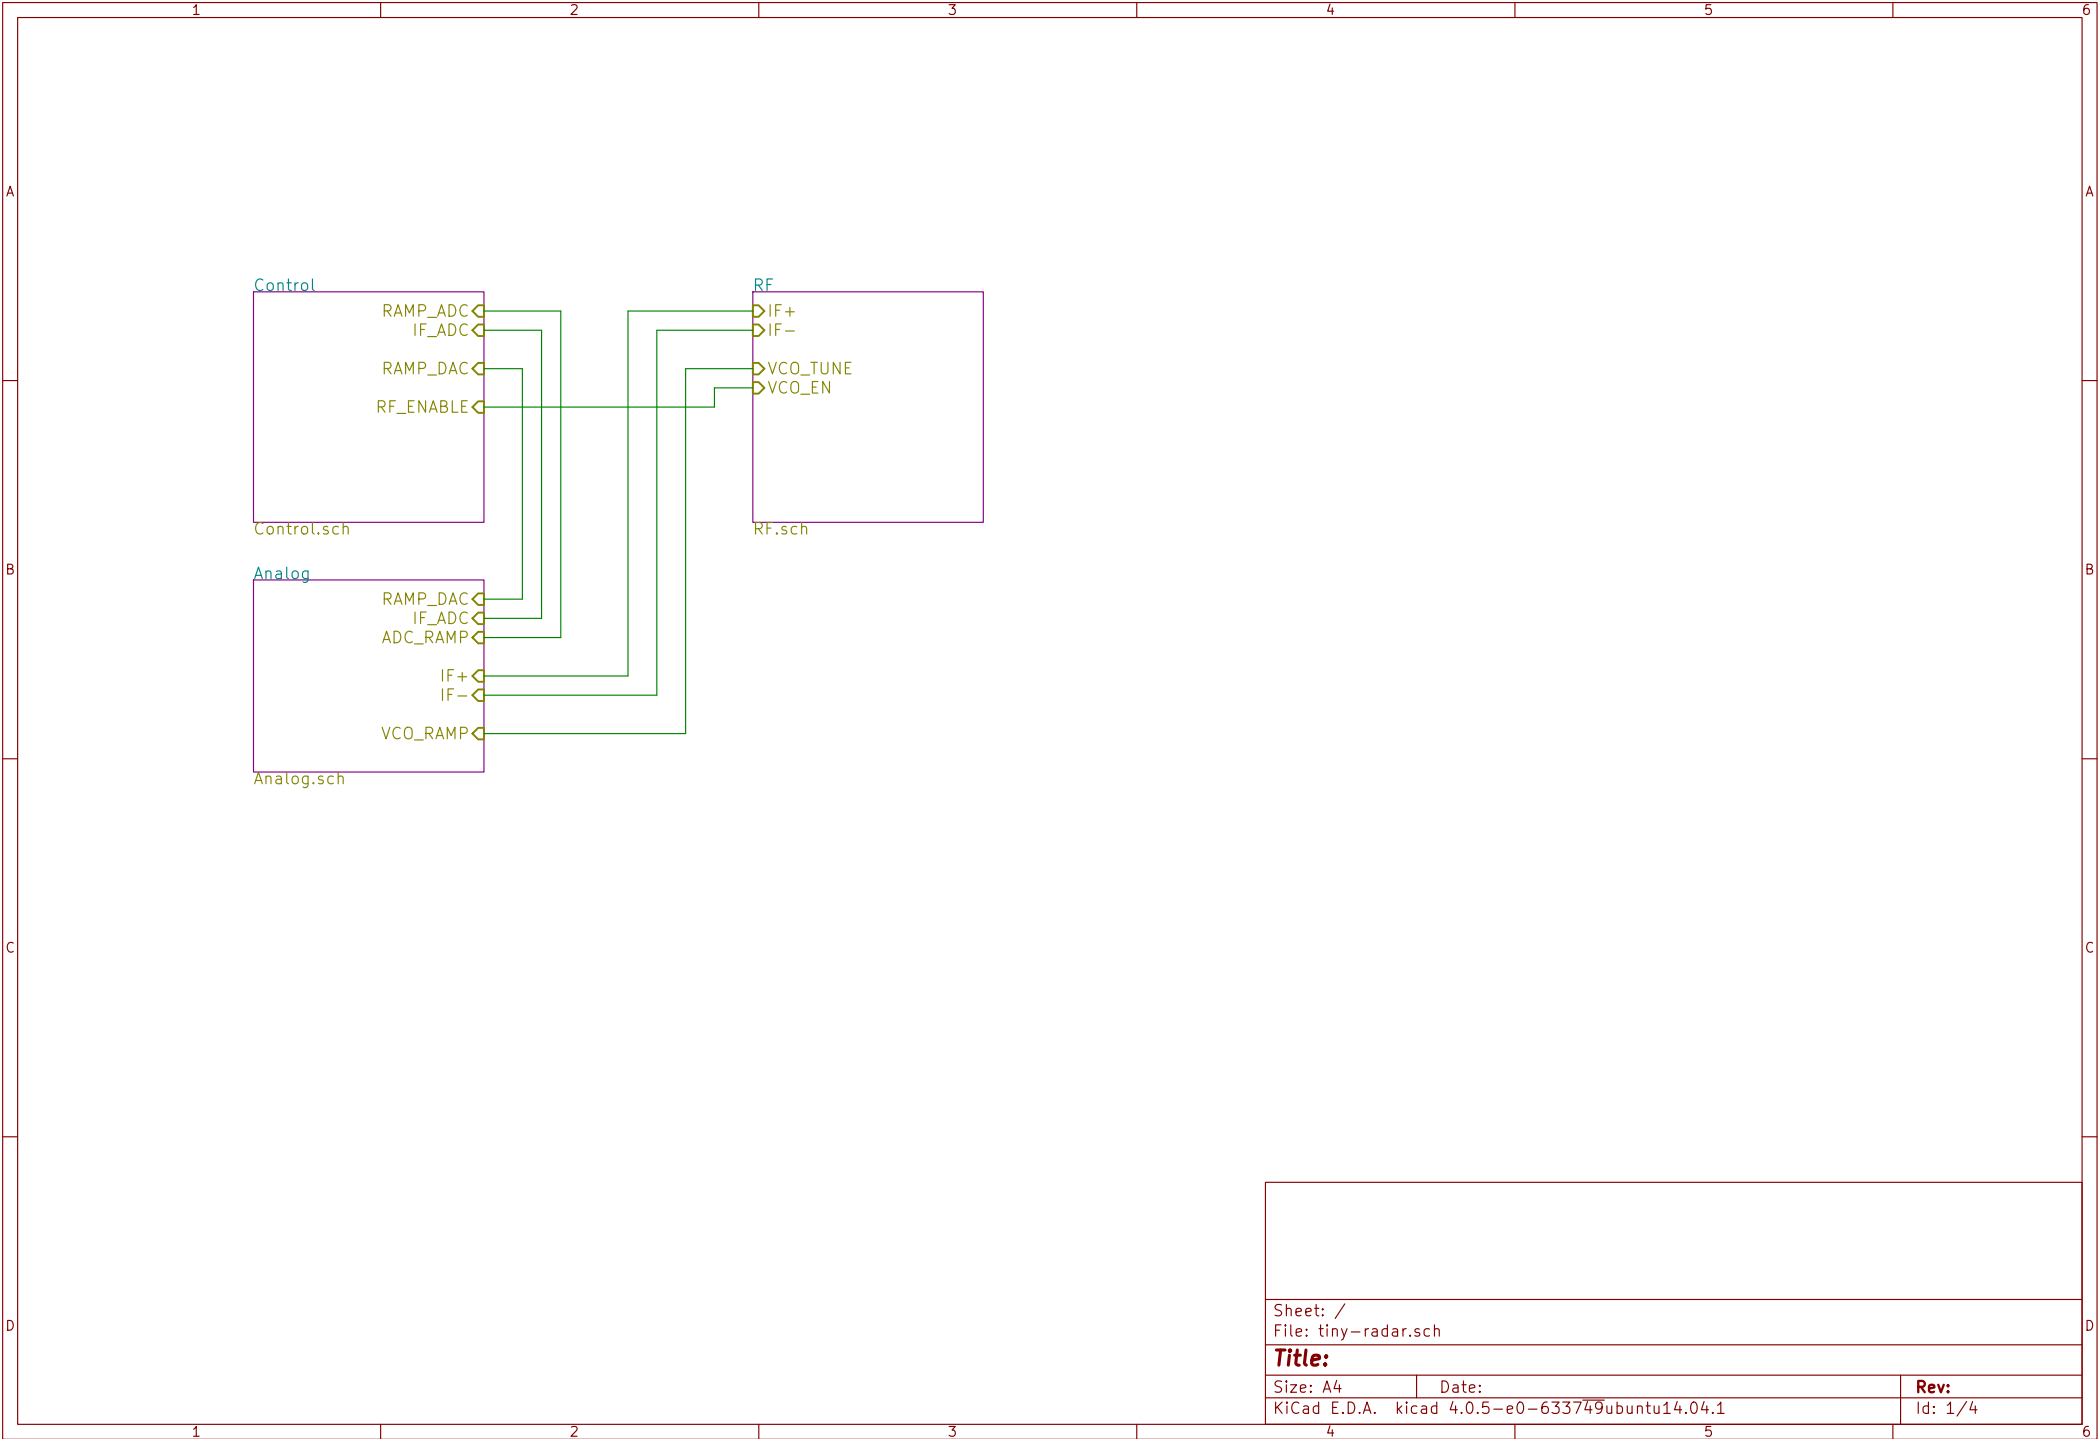 1 2 3 4 5 6
A A
Control
RAMP_ADC
IF_ADC
RAMP_DAC
RF_ENABLE
Control.sch
RF
IF+
IF-
VCO_TUNE
VCO_EN
RF.sch
B B
Analog
RAMP_DAC
IF_ADC
ADC_RAMP
IF+
IF-
VCO_RAMP
Analog.sch
C C
D D
Sheet: /
File: tiny-radar.sch
Title:
Size: A4 Date: Rev:
KiCad E.D.A. kicad 4.0.5-e0-633749ubuntu14.04.1 Id: 1/4
1 2 3 4 5 6